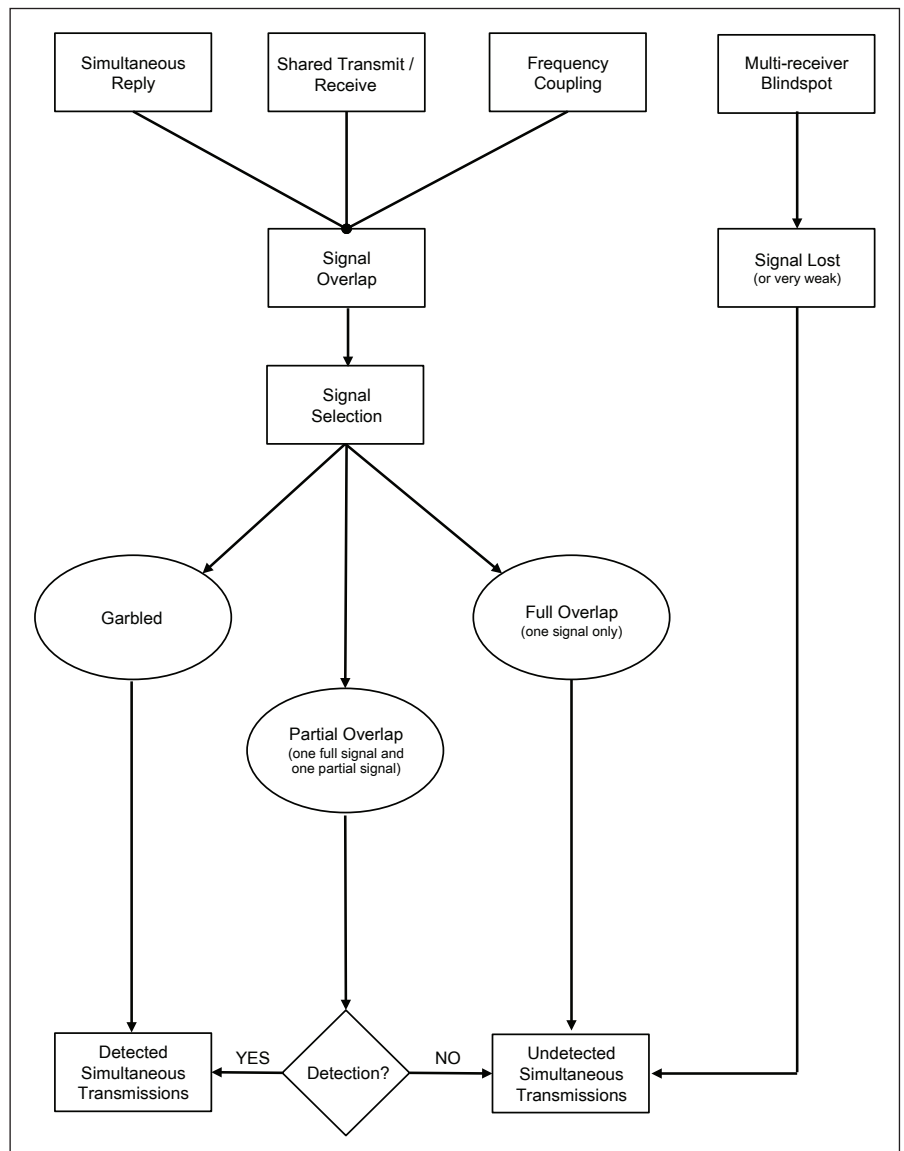 Simultaneous
Reply
Shared Transmit /
Receive
Frequency
Coupling
Multi-receiver
Blindspot
Signal
Overlap
Signal Lost
(or very weak)
Signal
Selection
Garbled
Full Overlap
(one signal only)
Partial Overlap
(one full signal and
one partial signal)
Detected
Simultaneous
Transmissions
YES
Detection?
NO
Undetected
Simultaneous
Transmissions